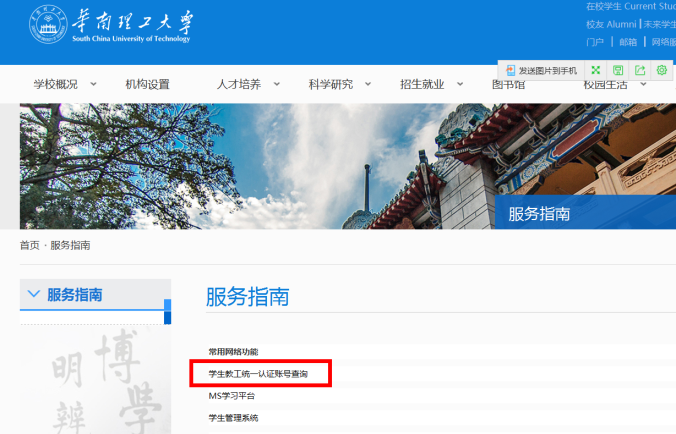 華南理工大學
South China University of Technology
在校学生 Current Stud
校友 Alumni 未来学生
门户 邮箱 网络服
发送图片到手机
学校概况 机构设置 人才培养 科学研究 招生就业 图书馆 校园生活
服务指南
首页 · 服务指南
服务指南
服务指南
博學
明辨
常用网络功能
学生教工统一认证账号查询
MS学习平台
学生管理系统